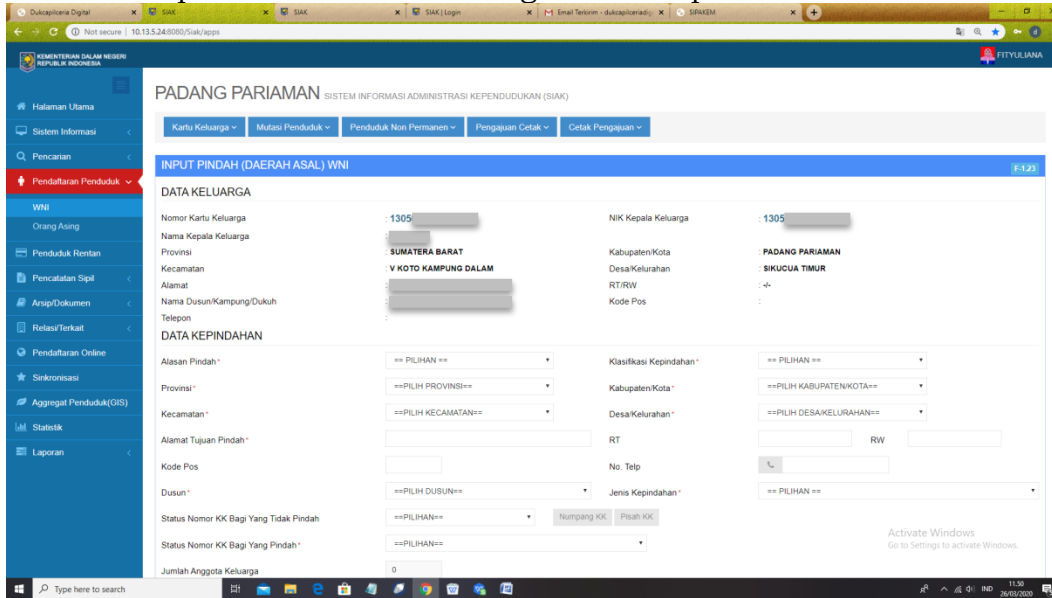 Dukcapilceria Digital SIAK SIAK SIAK | Login Email Terkirim - dukcapilceriadigi SIPAKEM
Not secure | 10.13.5.24:8080/Siak/apps
KEMENTERIAN DALAM NEGERI
REPUBLIK INDONESIA
FITYULIANA
PADANG PARIAMAN SISTEM INFORMASI ADMINISTRASI KEPENDUDUKAN (SIAK)
Halaman Utama
Sistem Informasi
Pencarian
Pendaftaran Penduduk
WNI
Orang Asing
Penduduk Rentan
Pencatatan Sipil
Arsip/Dokumen
Relasi/Terkait
Pendaftaran Online
Sinkronisasi
Aggregat Penduduk(GIS)
Statistik
Laporan
Kartu Keluarga Mutasi Penduduk Penduduk Non Permanen Pengajuan Cetak Cetak Pengajuan
INPUT PINDAH (DAERAH ASAL) WNI F-1.23
DATA KELUARGA
Nomor Kartu Keluarga : 1305 NIK Kepala Keluarga : 1305
Nama Kepala Keluarga :
Provinsi : SUMATERA BARAT Kabupaten/Kota : PADANG PARIAMAN
Kecamatan : V KOTO KAMPUNG DALAM Desa/Kelurahan : SIKUCUA TIMUR
Alamat : RT/RW : -/-
Nama Dusun/Kampung/Dukuh : Kode Pos :
Telepon :
DATA KEPINDAHAN
Alasan Pindah* == PILIHAN == Klasifikasi Kepindahan* == PILIHAN ==
Provinsi* ==PILIH PROVINSI== Kabupaten/Kota* ==PILIH KABUPATEN/KOTA==
Kecamatan* ==PILIH KECAMATAN== Desa/Kelurahan* ==PILIH DESA/KELURAHAN==
Alamat Tujuan Pindah* RT RW
Kode Pos No. Telp
Dusun* ==PILIH DUSUN== Jenis Kepindahan* == PILIHAN ==
Status Nomor KK Bagi Yang Tidak Pindah ==PILIHAN== Numpang KK Pisah KK
Status Nomor KK Bagi Yang Pindah* ==PILIHAN==
Jumlah Anggota Keluarga 0
Activate Windows
Go to Settings to activate Windows.
Type here to search IND 11.50
26/03/2020